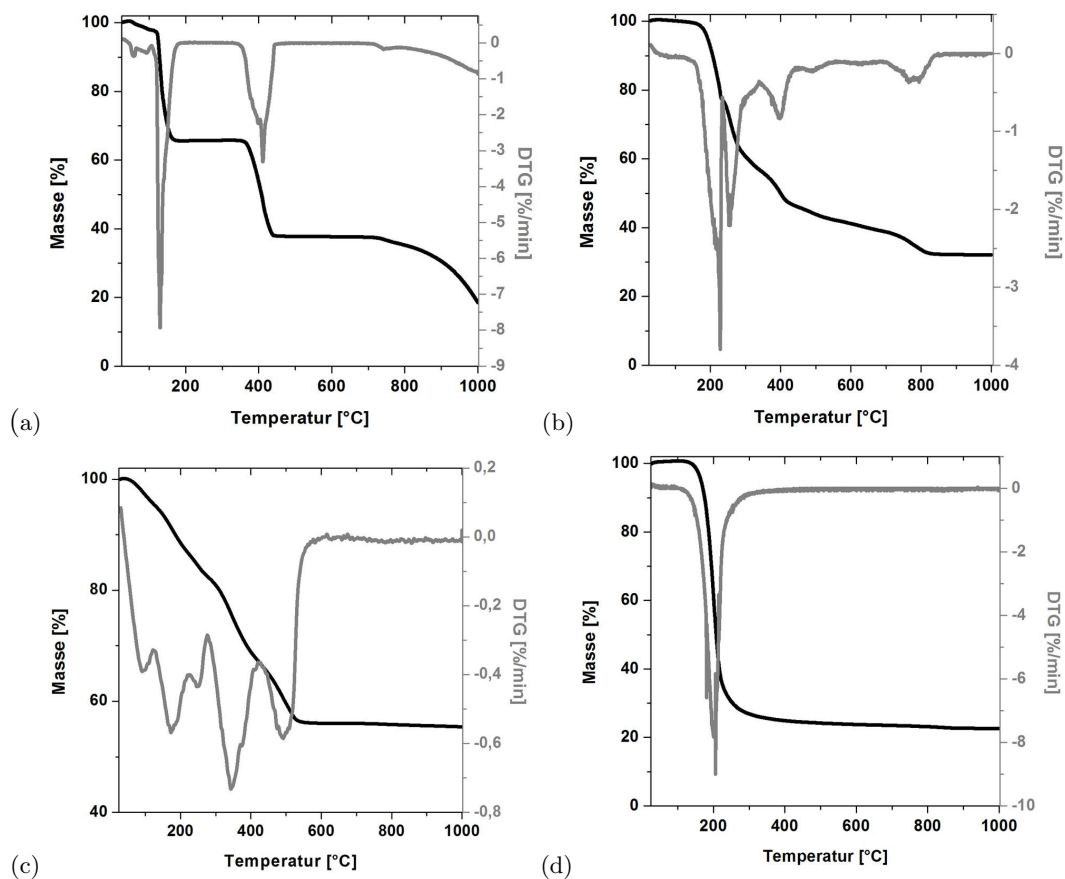 100
80
60
40
20
0
Masse [%]
0
-1
-2
-3
-4
-5
-6
-7
-8
-9
DTG [%/min]
200 400 600 800 1000
Temperatur [°C]
(a)
100
80
60
40
20
0
Masse [%]
0
-1
-2
-3
-4
DTG [%/min]
200 400 600 800 1000
Temperatur [°C]
(b)
100
80
60
40
Masse [%]
0,2
0,0
-0,2
-0,4
-0,6
-0,8
DTG [%/min]
200 400 600 800 1000
Temperatur [°C]
(c)
100
80
60
40
20
0
Masse [%]
0
-2
-4
-6
-8
-10
DTG [%/min]
200 400 600 800 1000
Temperatur [°C]
(d)